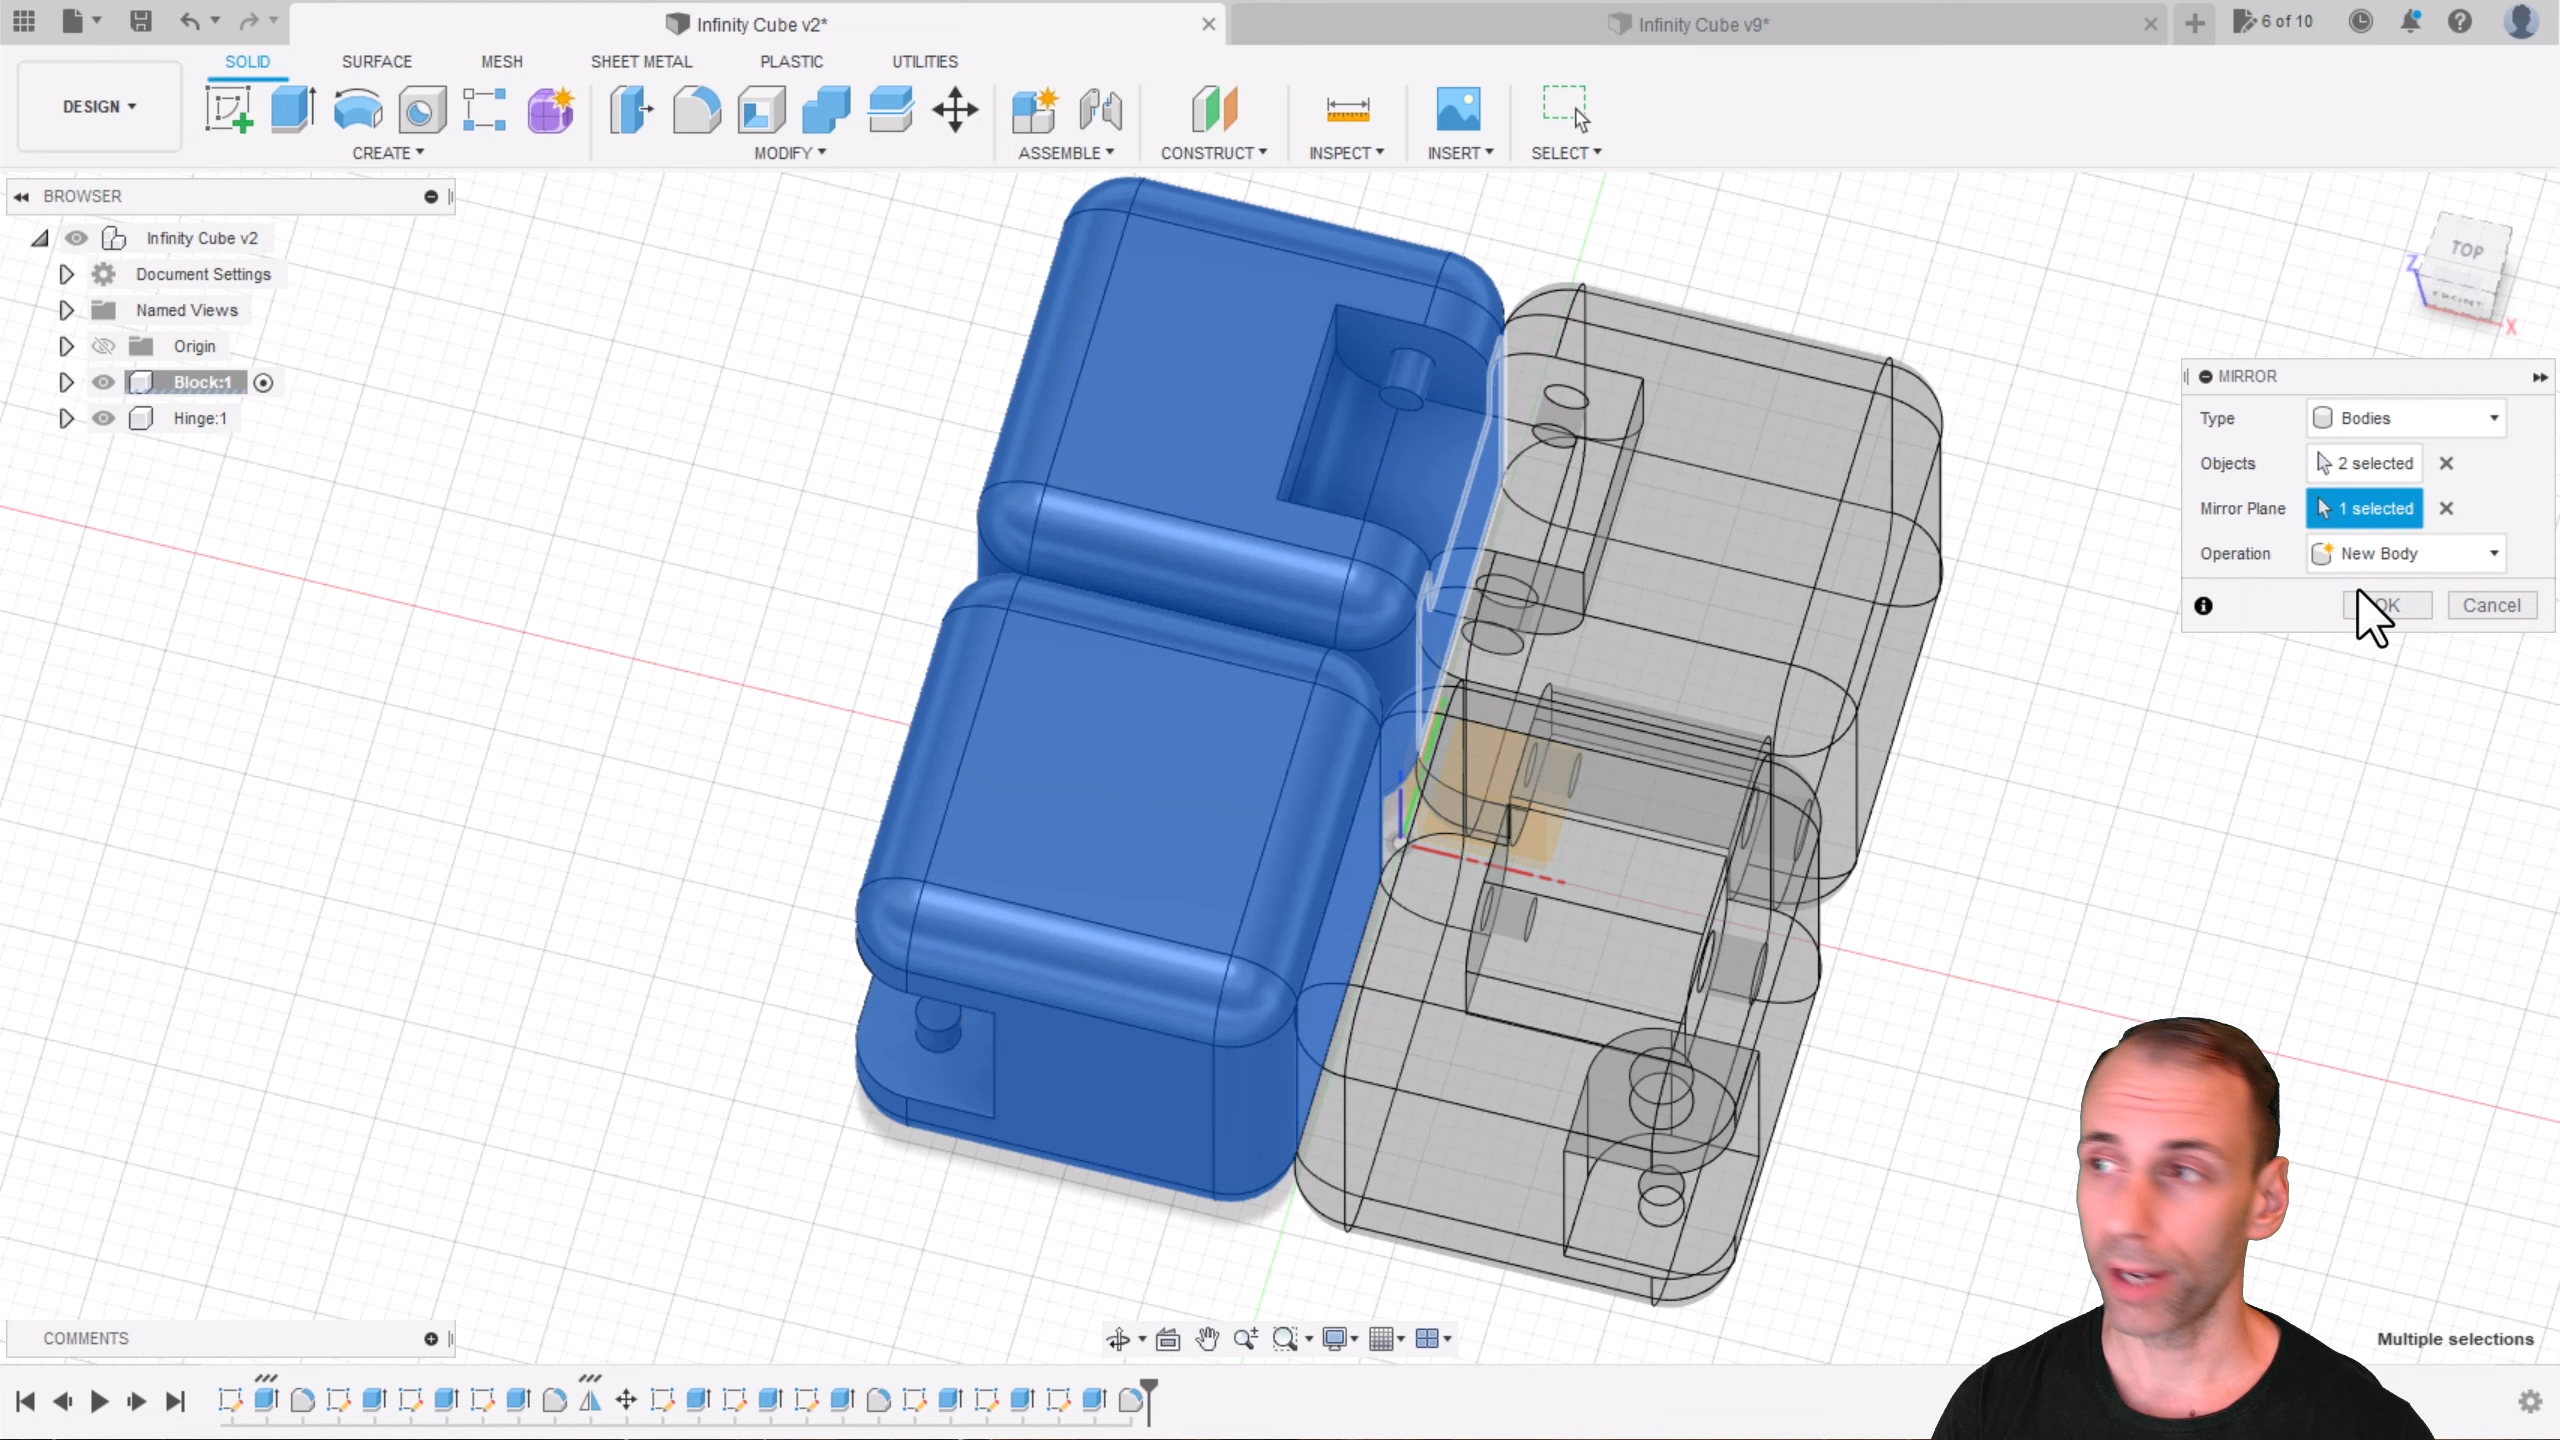 Infinity Cube v2*
Infinity Cube v9*
6 of 10
SOLID
SURFACE
MESH
SHEET METAL
PLASTIC
UTILITIES
DESIGN
CREATE
MODIFY
ASSEMBLE
CONSTRUCT
INSPECT
INSERT
SELECT
BROWSER
Infinity Cube v2
Document Settings
Named Views
Origin
Block:1
Hinge:1
TOP
FRONT
Z
X
MIRROR
Type
Bodies
Objects
2 selected
Mirror Plane
1 selected
Operation
New Body
OK
Cancel
COMMENTS
Multiple selections